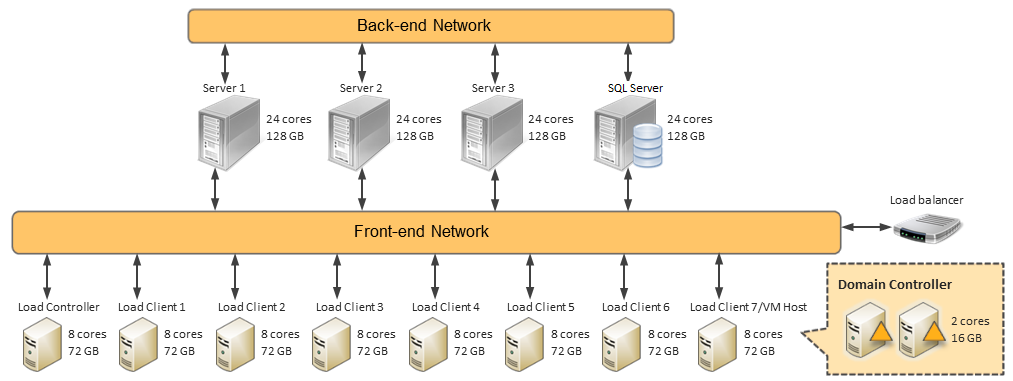 Back-end Network
Server 1
Server 2
Server 3
SQL Server
24 cores
128 GB
24 cores
128 GB
24 cores
128 GB
24 cores
128 GB
Load balancer
Front-end Network
Domain Controller
2 cores
16 GB
Load Controller
Load Client 1
Load Client 2
Load Client 3
Load Client 4
Load Client 5
Load Client 6
Load Client 7/VM Host
8 cores
72 GB
8 cores
72 GB
8 cores
72 GB
8 cores
72 GB
8 cores
72 GB
8 cores
72 GB
8 cores
72 GB
8 cores
72 GB